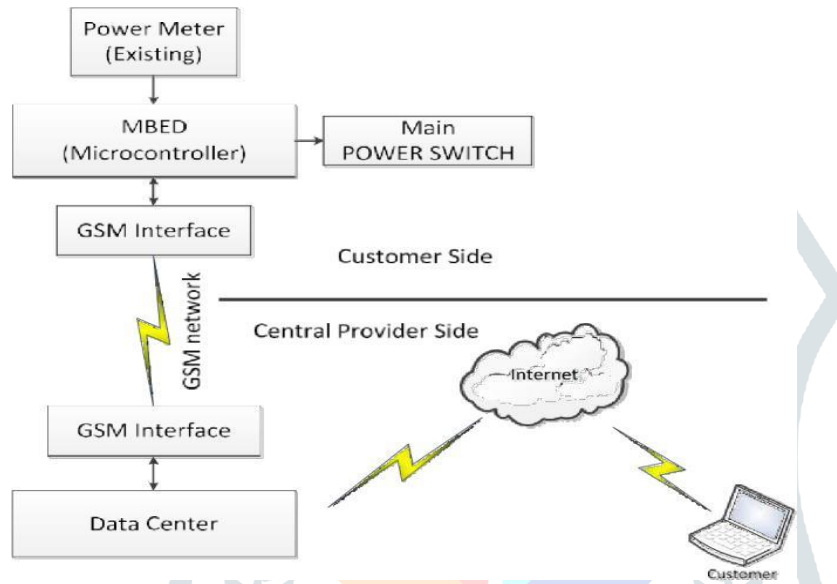 Power Meter
(Existing)
MBED
(Microcontroller)
Main
POWER SWITCH
GSM Interface
Customer Side
GSM network
Central Provider Side
Internet
GSM Interface
Data Center
Customer